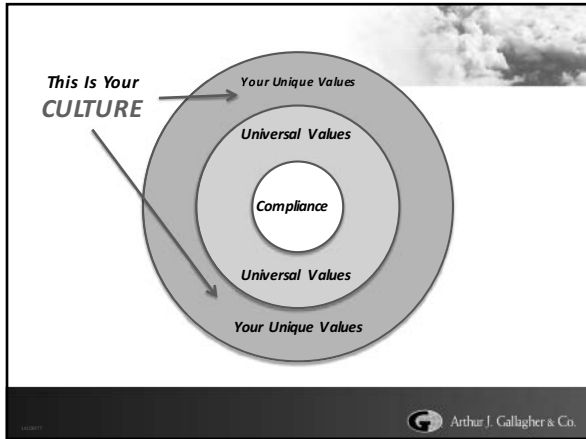 This Is Your
CULTURE
Your Unique Values
Universal Values
Compliance
Universal Values
Your Unique Values
Arthur J. Gallagher & Co.